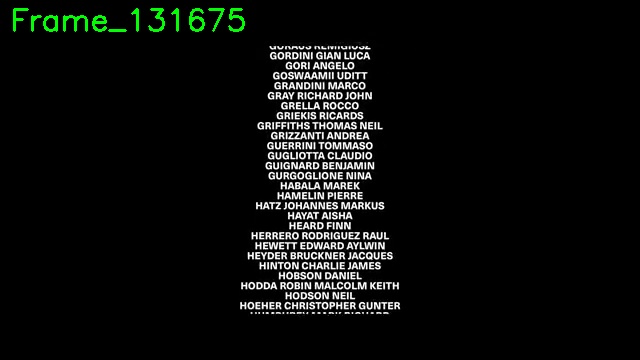 Frame_131675
GORAUS REMIGIUSZ
GORDINI GIAN LUCA
GORI ANGELO
GOSWAAMII UDITT
GRANDINI MARCO
GRAY RICHARD JOHN
GRELLA ROCCO
GRIEKIS RICARDS
GRIFFITHS THOMAS NEIL
GRIZZANTI ANDREA
GUERRINI TOMMASO
GUGLIOTTA CLAUDIO
GUIGNARD BENJAMIN
GURGOGLIONE NINA
HABALA MAREK
HAMELIN PIERRE
HATZ JOHANNES MARKUS
HAYAT AISHA
HEARD FINN
HERRERO RODRIGUEZ RAUL
HEWETT EDWARD AYLWIN
HEYDER BRUCKNER JACQUES
HINTON CHARLIE JAMES
HOBSON DANIEL
HODDA ROBIN MALCOLM KEITH
HODSON NEIL
HOEHER CHRISTOPHER GUNTER